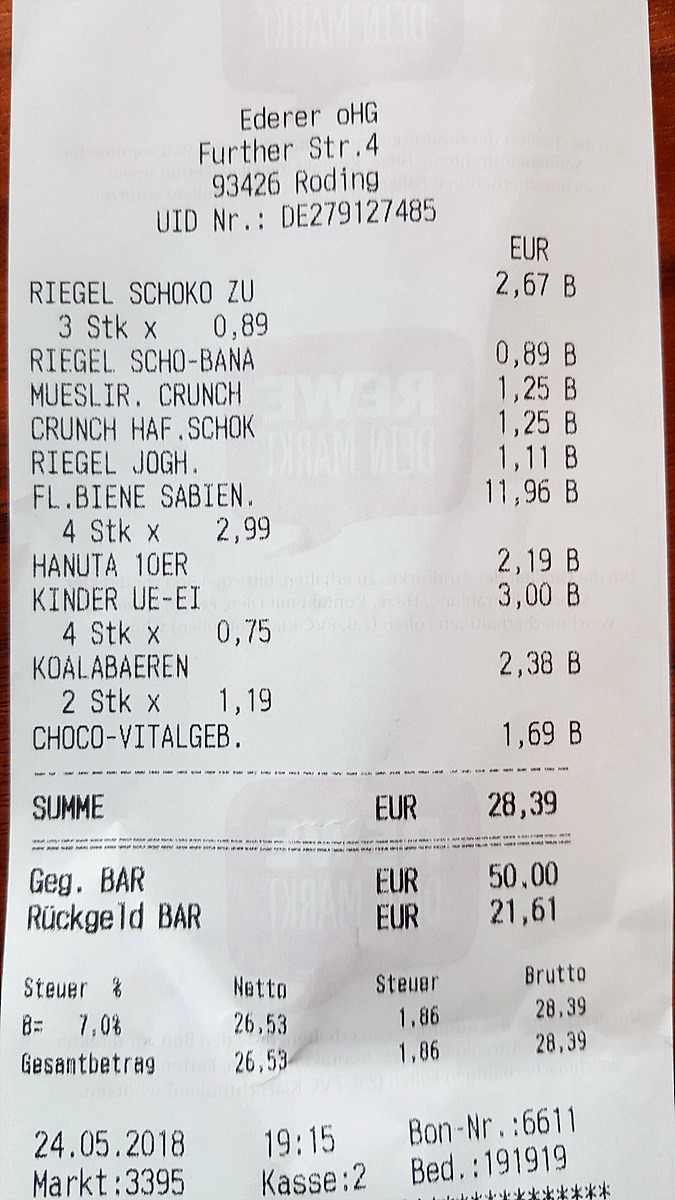 Ederer oHG
Further Str.4
93426 Roding
UID Nr.: DE279127485
EUR
RIEGEL SCHOKO ZU 2,67 B
3 Stk x 0,89
RIEGEL SCHO-BANA 0,89 B
MUESLIR. CRUNCH 1,25 B
CRUNCH HAF.SCHOK 1,25 B
RIEGEL JOGH. 1,11 B
FL.BIENE SABIEN. 11,96 B
4 Stk x 2,99
HANUTA 10ER 2,19 B
KINDER UE-EI 3,00 B
4 Stk x 0,75
KOALABAEREN 2,38 B
2 Stk x 1,19
CHOCO-VITALGEB. 1,69 B
SUMME EUR 28,39
Geg. BAR EUR 50,00
Rückgeld BAR EUR 21,61
Steuer % Netto Steuer Brutto
B= 7,0% 26,53 1,86 28,39
Gesamtbetrag 26,53 1,86 28,39
24.05.2018 19:15 Bon-Nr.:6611
Markt:3395 Kasse:2 Bed.:191919